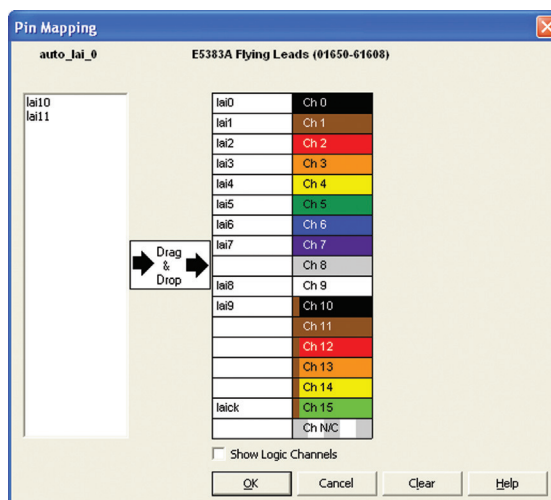 Pin Mapping
auto_lai_0
E5383A Flying Leads (01650-61608)
lai10
lai11
Drag
&
Drop
lai0 Ch 0
lai1 Ch 1
lai2 Ch 2
lai3 Ch 3
lai4 Ch 4
lai5 Ch 5
lai6 Ch 6
lai7 Ch 7
Ch 8
lai8 Ch 9
lai9 Ch 10
Ch 11
Ch 12
Ch 13
Ch 14
laick Ch 15
Ch N/C
Show Logic Channels
OK Cancel Clear Help